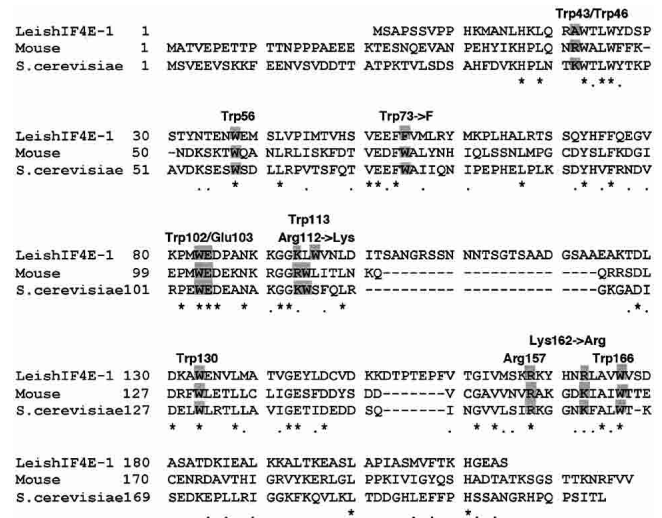 Trp43/Trp46
LeishIF4E-1 1 MSAPSSVPP HKMANLHKLQ RAWTLWYDSP
Mouse 1 MATVEPETTP TTNPPPAEEE KTESNQEVAN PEHYIKHPLQ NRWALWFFK-
S.cerevisiae 1 MSVEEVSKKF EENVSVDDTT ATPKTVLSDS AHFDVKHPLN TKWTLWYTKP
* *. *.**.
Trp56 Trp73->F
LeishIF4E-1 30 STYNTENWEM SLVPIMTVHS VEEFFVMLRY MKPLHALRTS SQYHFFQEGV
Mouse 50 -NDKSKTWQA NLRLISKFDT VEDFWALYNH IQLSSNLMPG CDYSLFKDGI
S.cerevisiae 51 AVDKSESWSD LLRPVTSFQT VEEFWAIIQN IPEPHELPLK SDYHVFRNDV
.. * * . **.* . . * . * .* .
Trp113
Trp102/Glu103 Arg112->Lys
LeishIF4E-1 80 KPMWEDPANK KGGKLWVNLD ITSANGRSSN NNTSGTSAAD GSAAEAKTDL
Mouse 99 EPMWEDEKNK RGGRWLITLN KQ-------- ---------- -----QRRSDL
S.cerevisiae101 RPEWEDEANA KGGKWSFQLR ---------- ---------- -----GKGADI
* *** * .** . * .*.
Lys162->Arg
Trp130 Arg157 Trp166
LeishIF4E-1 130 DKAWENVLMA TVGEYLDCVD KKDTPTEPFV TGIVMSKRKY HNRLAVWVSD
Mouse 127 DRFWLETLLC LIGESFDDYS DD-------V CGAVVNVRAK GDKIAIWTTE
S.cerevisiae127 DELWLRTLLA VIGETIDEDD SQ-------I NGVVLSIRKG GNKFALWT-K
* * *. .** * . * *.. * ...* *
LeishIF4E-1 180 ASATDKIEAL KKALTKEASL APIASMVFTK HGEAS
Mouse 170 CENRDAVTHI GRVYKERLGL PPKIVIGYQS HADTATKSGS TTKNRFVV
S.cerevisiae169 SEDKEPLLRI GGKFKQVLKL TDDGHLEFFP HSSANGRHPQ PSITL
. . . * . *. .